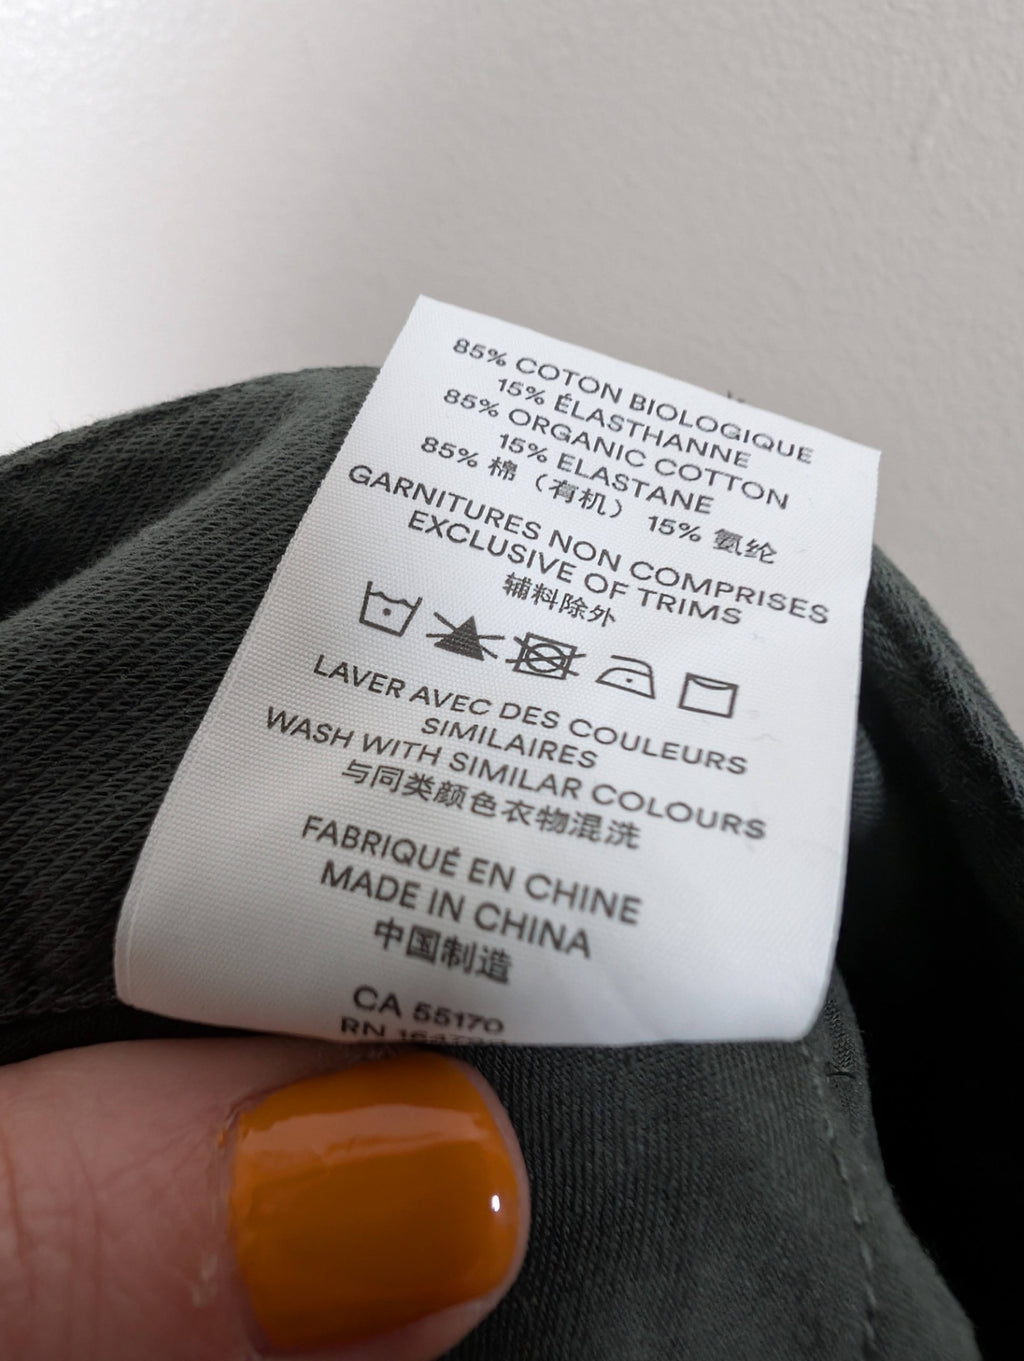 85% COTON BIOLOGIQUE
15% ÉLASTHANNE
85% ORGANIC COTTON
15% ELASTANE
85% 棉（有机） 15% 氨纶
GARNITURES NON COMPRISES
EXCLUSIVE OF TRIMS
辅料除外
LAVER AVEC DES COULEURS
SIMILAIRES
WASH WITH SIMILAR COLOURS
与同类颜色衣物混洗
FABRIQUÉ EN CHINE
MADE IN CHINA
中国制造
CA 55170
RN